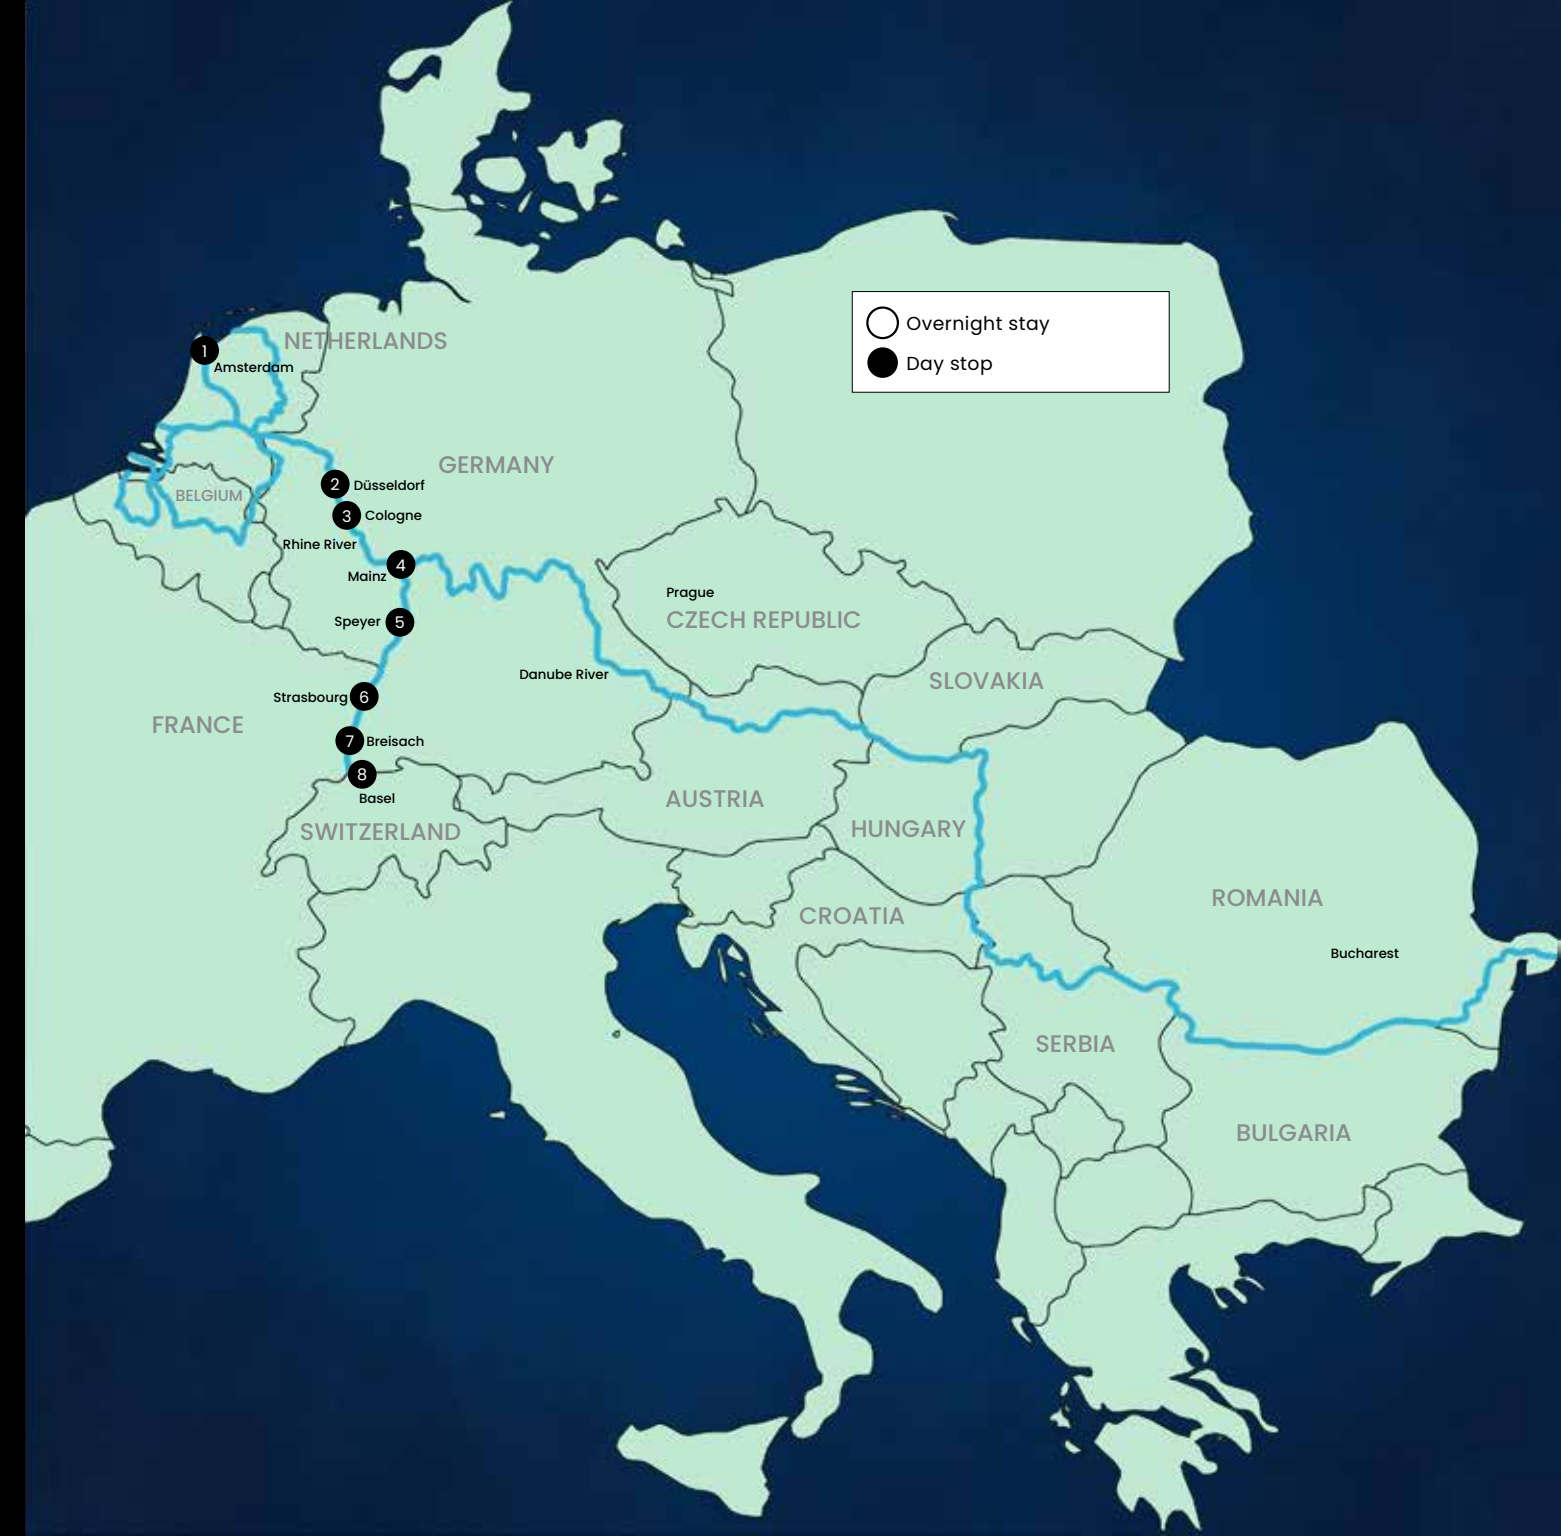 Overnight stay
Day stop
NETHERLANDS
1
Amsterdam
GERMANY
2 Düsseldorf
BELGIUM
3 Cologne
Rhine River
4
Mainz
Prague
CZECH REPUBLIC
Speyer 5
Danube River
SLOVAKIA
Strasbourg 6
FRANCE
7 Breisach
8
Basel
AUSTRIA
SWITZERLAND
HUNGARY
ROMANIA
CROATIA
Bucharest
SERBIA
BULGARIA